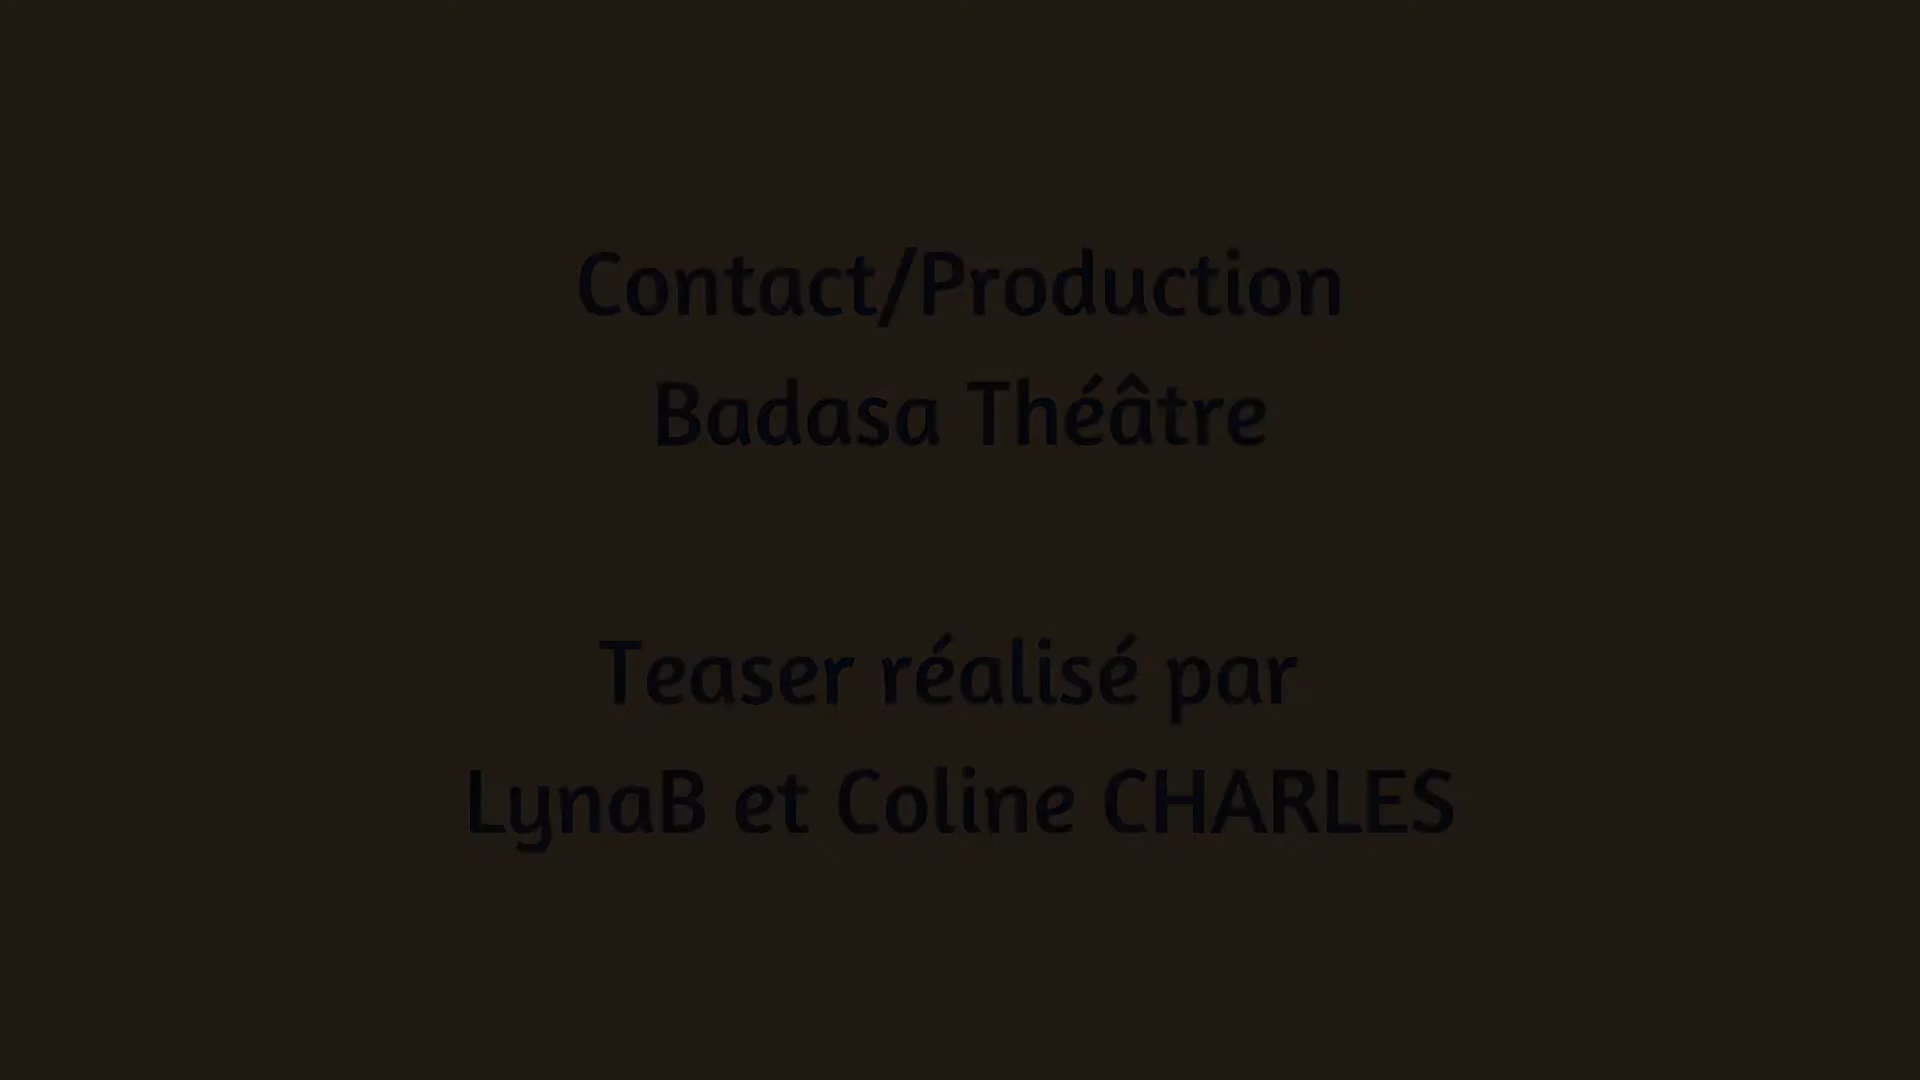 Contact/Production
Badasa Théâtre
Teaser réalisé par
LynaB et Coline CHARLES